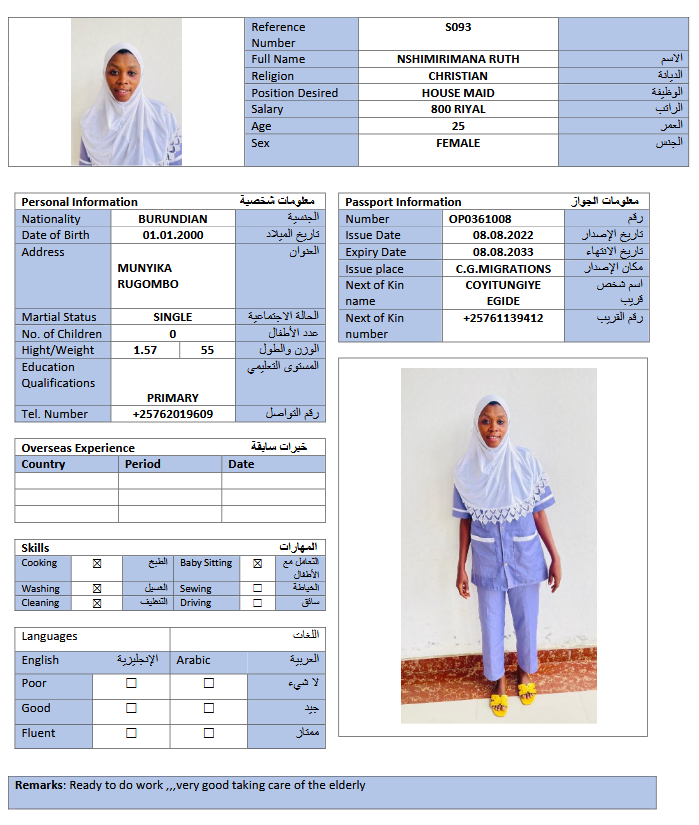 Reference Number S093
Full Name NSHIMIRIMANA RUTH الاسم
Religion CHRISTIAN الديانة
Position Desired HOUSE MAID الوظيفة
Salary 800 RIYAL الراتب
Age 25 العمر
Sex FEMALE الجنس
Personal Information معلومات شخصية
Nationality BURUNDIAN الجنسية
Date of Birth 01.01.2000 تاريخ الميلاد
Address العنوان
MUNYIKA
RUGOMBO
Martial Status SINGLE الحالة الاجتماعية
No. of Children 0 عدد الأطفال
Hight/Weight 1.57 55 الوزن والطول
Education المستوى التعليمي
Qualifications
PRIMARY
Tel. Number +25762019609 رقم التواصل
Passport Information معلومات الجواز
Number OP0361008 رقم
Issue Date 08.08.2022 تاريخ الإصدار
Expiry Date 08.08.2033 تاريخ الانتهاء
Issue place C.G.MIGRATIONS مكان الإصدار
Next of Kin COYITUNGIYE اسم شخص
name EGIDE قريب
Next of Kin +25761139412 رقم القريب
number
Overseas Experience خبرات سابقة
Country Period Date
Skills المهارات
Cooking ☒ الطبخ Baby Sitting ☒ التعامل مع
الأطفال
Washing ☒ الغسيل Sewing ☐ الخياطة
Cleaning ☒ التنظيف Driving ☐ سائق
Languages اللغات
English الإنجليزية Arabic العربية
Poor ☐ ☐ لا شيء
Good ☐ ☐ جيد
Fluent ☐ ☐ ممتاز
Remarks: Ready to do work ,,,very good taking care of the elderly